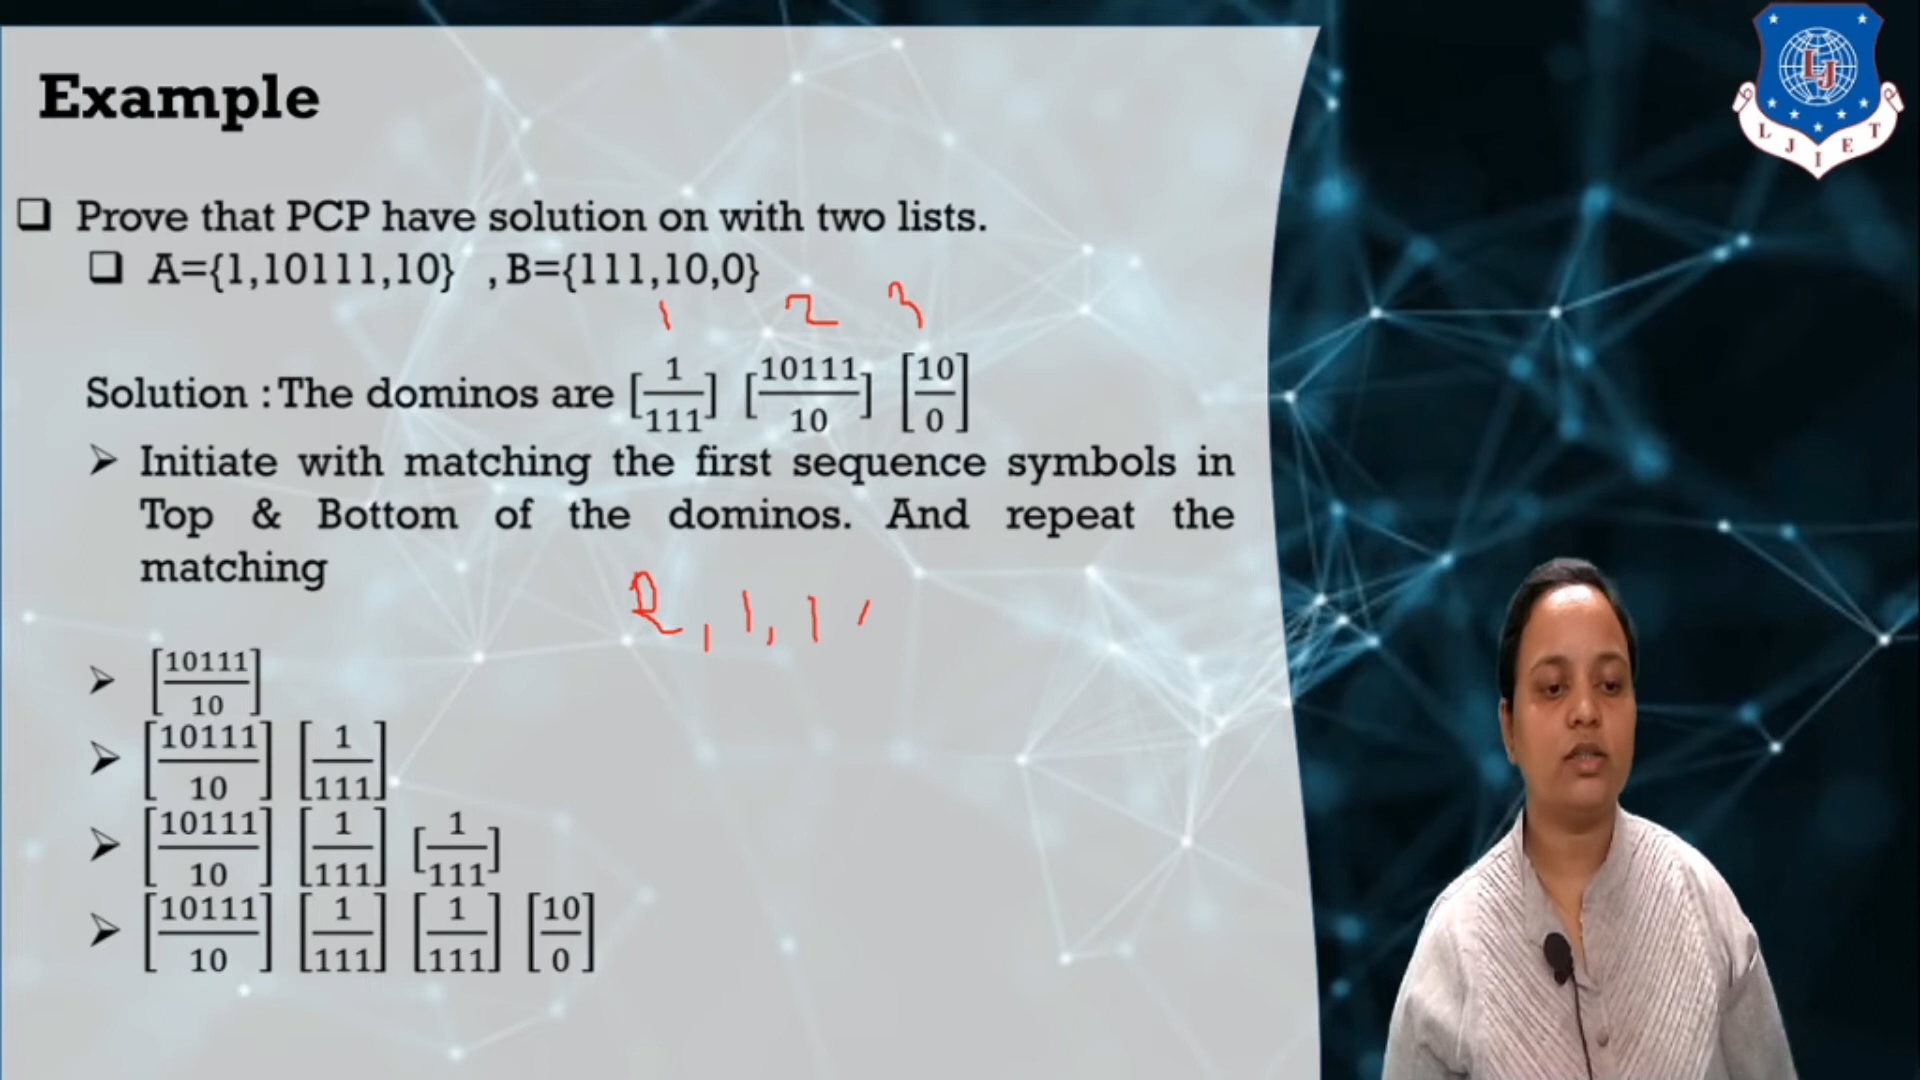 Example
❑ Prove that PCP have solution on with two lists.
❑ A={1,10111,10} , B={111,10,0}
1 2 3
Solution : The dominos are [1/111] [10111/10] [10/0]
➢ Initiate with matching the first sequence symbols in
Top & Bottom of the dominos. And repeat the
matching
2, 1, 1,
➢ [10111/10]
➢ [10111/10] [1/111]
➢ [10111/10] [1/111] [1/111]
➢ [10111/10] [1/111] [1/111] [10/0]
LJ
L J I E T